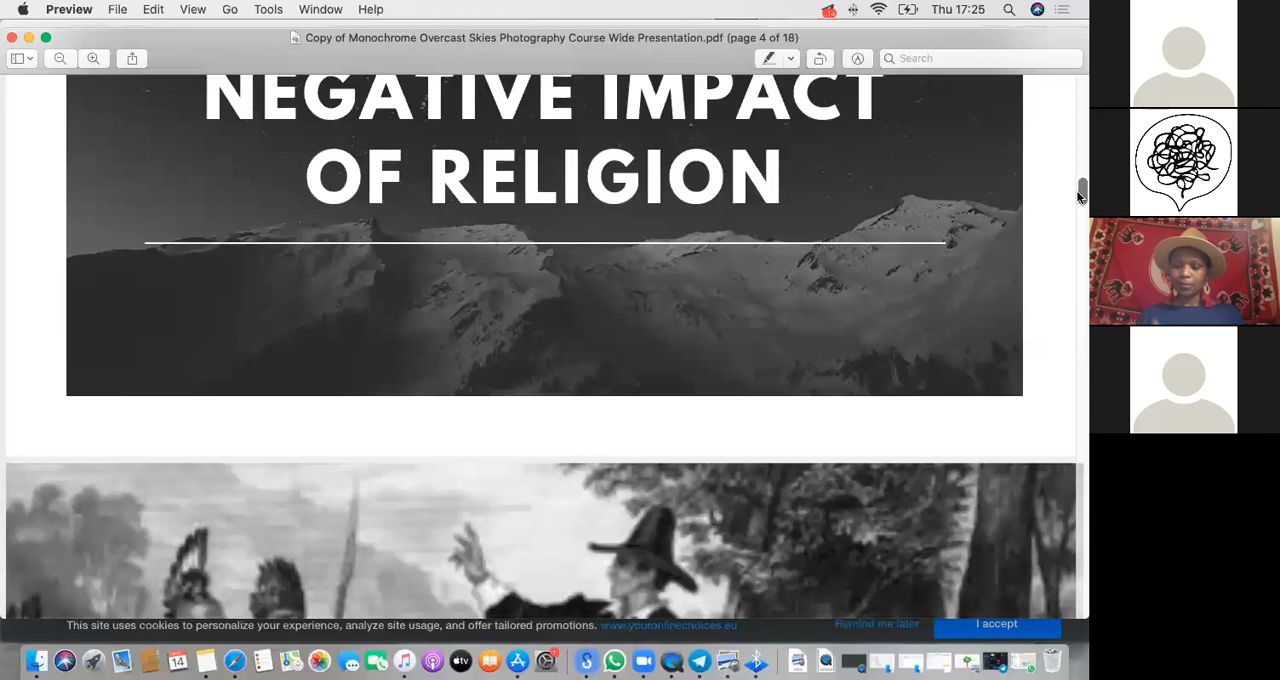 Preview File Edit View Go Tools Window Help Thu 17:25
Copy of Monochrome Overcast Skies Photography Course Wide Presentation.pdf (page 4 of 18)
Search
NEGATIVE IMPACT
OF RELIGION
This site uses cookies to personalize your experience, analyze site usage, and offer tailored promotions. www.youronlinechoices.eu Remind me later I accept
14
tv